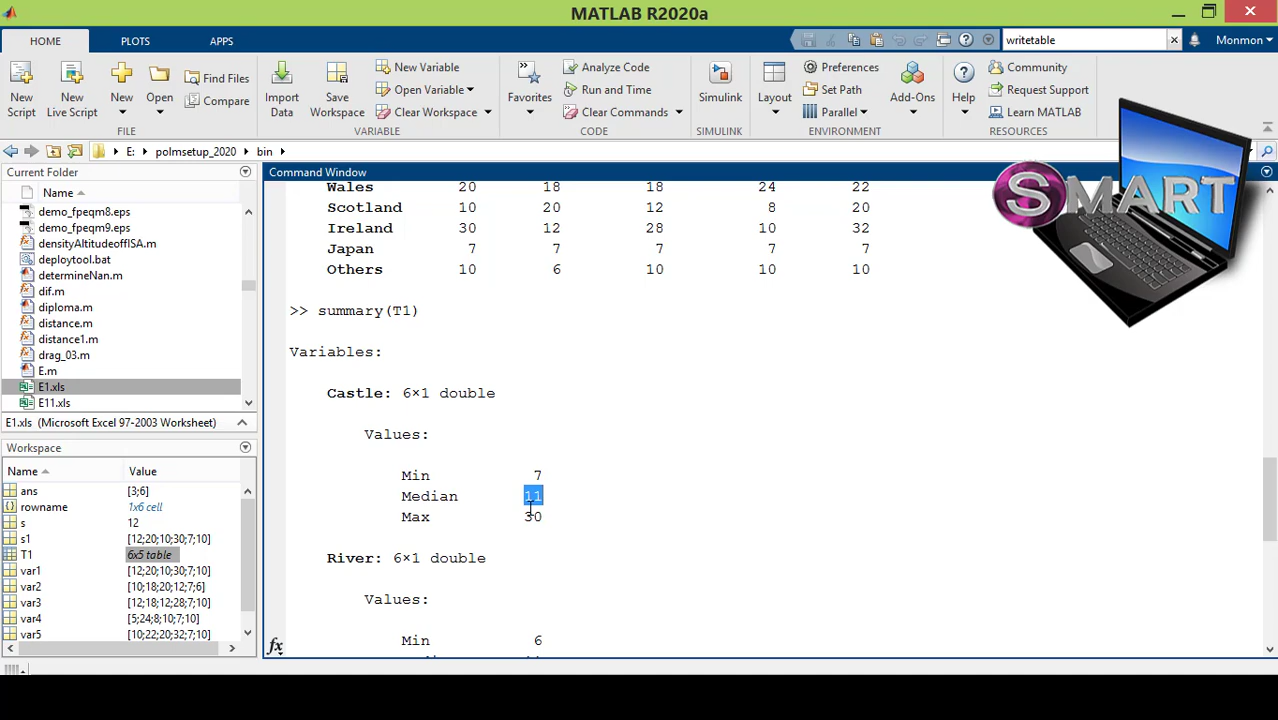 MATLAB R2020a
HOME PLOTS APPS
writetable
Monmon
New Script
New Live Script
New
Open
Find Files
Compare
FILE
Import Data
Save Workspace
New Variable
Open Variable
Clear Workspace
VARIABLE
Favorites
Analyze Code
Run and Time
Clear Commands
CODE
Simulink
SIMULINK
Layout
Preferences
Set Path
Parallel
Add-Ons
ENVIRONMENT
Help
Community
Request Support
Learn MATLAB
RESOURCES
SMART
E: polmsetup_2020 bin
Current Folder
Name
demo_fpeqm8.eps
demo_fpeqm9.eps
densityAltitudeoffISA.m
deploytool.bat
determineNan.m
dif.m
diploma.m
distance.m
distance1.m
drag_03.m
E.m
E1.xls
E11.xls
E1.xls (Microsoft Excel 97-2003 Worksheet)
Workspace
Name Value
ans [3;6]
rowname 1x6 cell
s 12
s1 [12;20;10;30;7;10]
T1 6x5 table
var1 [12;20;10;30;7;10]
var2 [10;18;20;12;7;6]
var3 [12;18;12;28;7;10]
var4 [5;24;8;10;7;10]
var5 [10;22;20;32;7;10]
Command Window
Wales 20 18 18 24 22
Scotland 10 20 12 8 20
Ireland 30 12 28 10 32
Japan 7 7 7 7 7
Others 10 6 10 10 10
>> summary(T1)
Variables:
Castle: 6×1 double
Values:
Min 7
Median 11
Max 30
River: 6×1 double
Values:
Min 6
fx